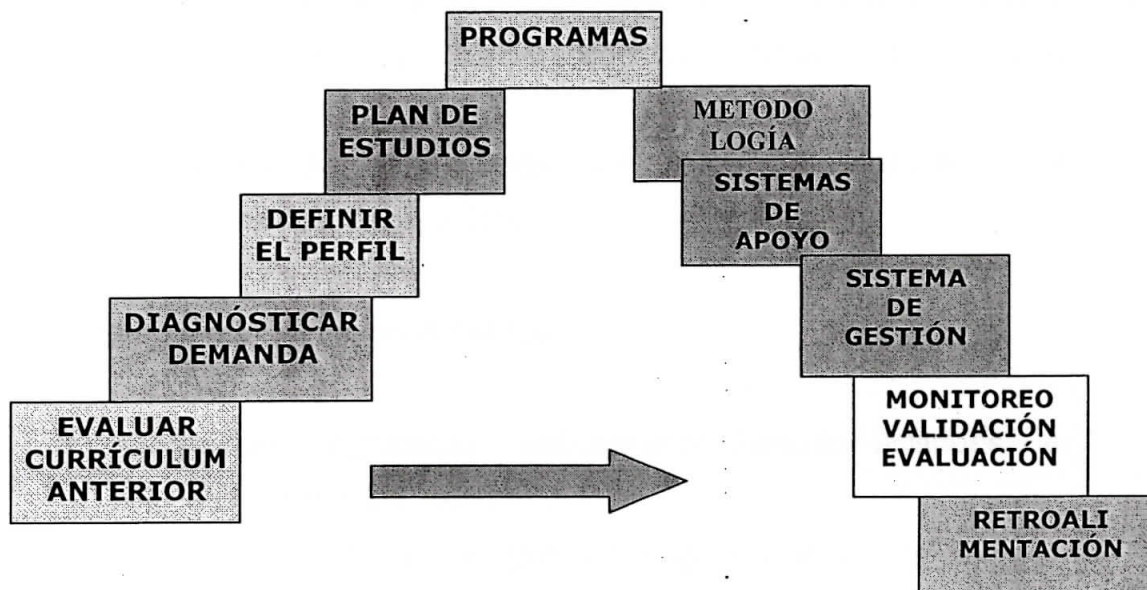 PROGRAMAS
PLAN DE
ESTUDIOS
METODO
LOGÍA
DEFINIR
EL PERFIL
SISTEMAS
DE
APOYO
DIAGNÓSTICAR
DEMANDA
SISTEMA
DE
GESTIÓN
EVALUAR
CURRÍCULUM
ANTERIOR
MONITOREO
VALIDACIÓN
EVALUACIÓN
RETROALI
MENTACIÓN